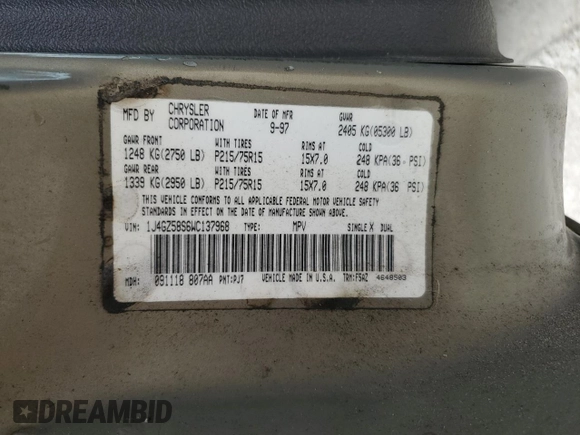 MFD BY CHRYSLER CORPORATION DATE OF MFR 9-97 GVWR 2405 KG(05300 LB)
GAWR FRONT WITH TIRES RIMS AT COLD
1248 KG(2750 LB) P215/75R15 15X7.0 248 KPA(36 PSI)
GAWR REAR WITH TIRES RIMS AT COLD
1339 KG(2950 LB) P215/75R15 15X7.0 248 KPA(36 PSI)
THIS VEHICLE CONFORMS TO ALL APPLICABLE FEDERAL MOTOR VEHICLE SAFETY
STANDARDS IN EFFECT ON THE DATE OF MANUFACTURE SHOWN ABOVE.
VIN: 1J4GZ58S6WC137968 TYPE: MPV SINGLE X DUAL
MDH: 091118 807AA PNT:PJ7 VEHICLE MADE IN U.S.A. TRM:F5AZ 4648503
DREAMBID